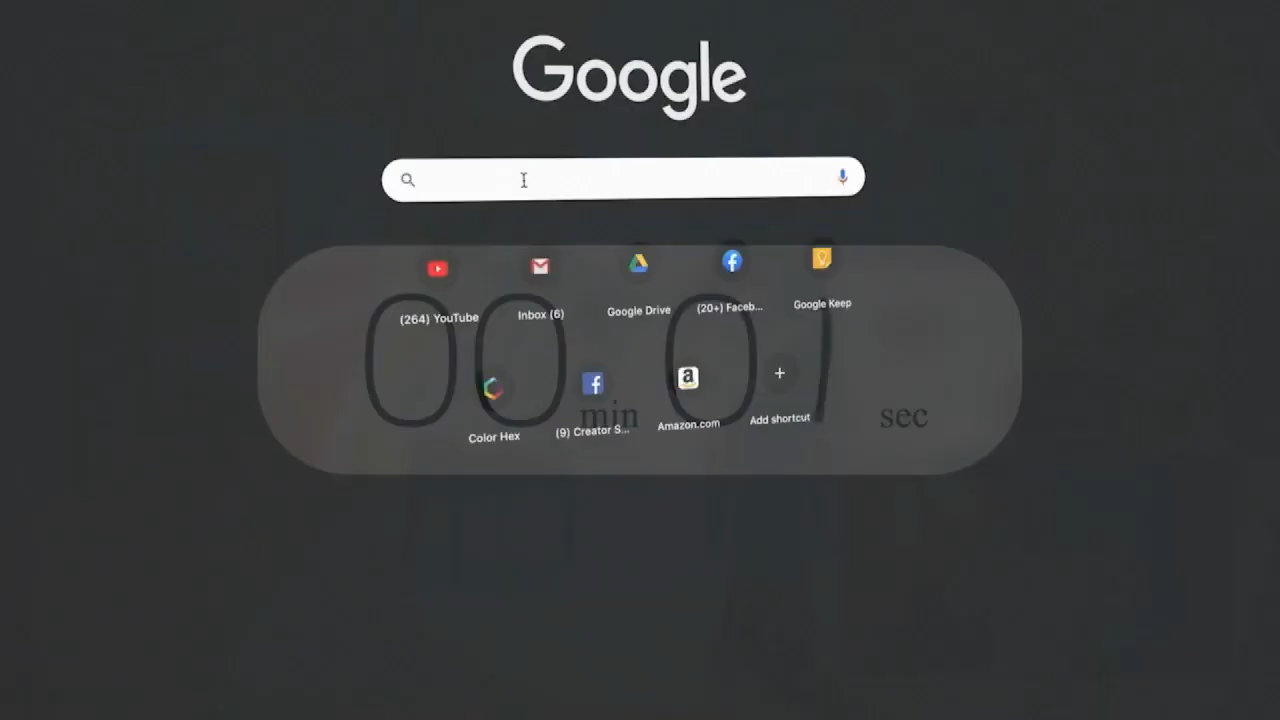 Google
(264) YouTube
Inbox (6)
Google Drive
(20+) Faceb...
Google Keep
00 min 01 sec
Color Hex
(9) Creator S...
Amazon.com
Add shortcut